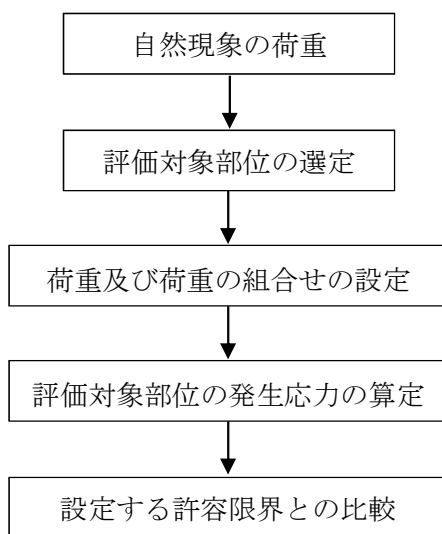 自然現象の荷重
評価対象部位の選定
荷重及び荷重の組合せの設定
評価対象部位の発生応力の算定
設定する許容限界との比較